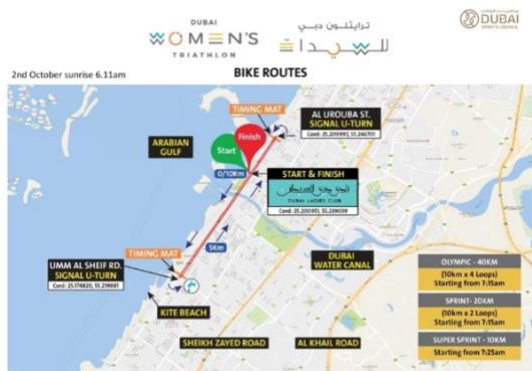 DUBAI
WOMEN'S
TRIATHLON
ترايثلون دبي
للسيدات
DUBAI
2nd October sunrise 6.11am
BIKE ROUTES
TIMING MAT
AL UROUBA ST.
SIGNAL U-TURN
ARABIAN
GULF
Finish
Start
0/10Km
START & FINISH
DUBAI LADIES CLUB
5Km
TIMING MAT
UMM AL SHEIF RD.
SIGNAL U-TURN
KITE BEACH
DUBAI
WATER CANAL
SHEIKH ZAYED ROAD
AL KHAIL ROAD
OLYMPIC - 40KM
(10km x 4 Loops)
Starting from 7:15am
SPRINT- 20KM
(10km x 2 Loops)
Starting from 7:15am
SUPER SPRINT - 10KM
Starting from 7:25am